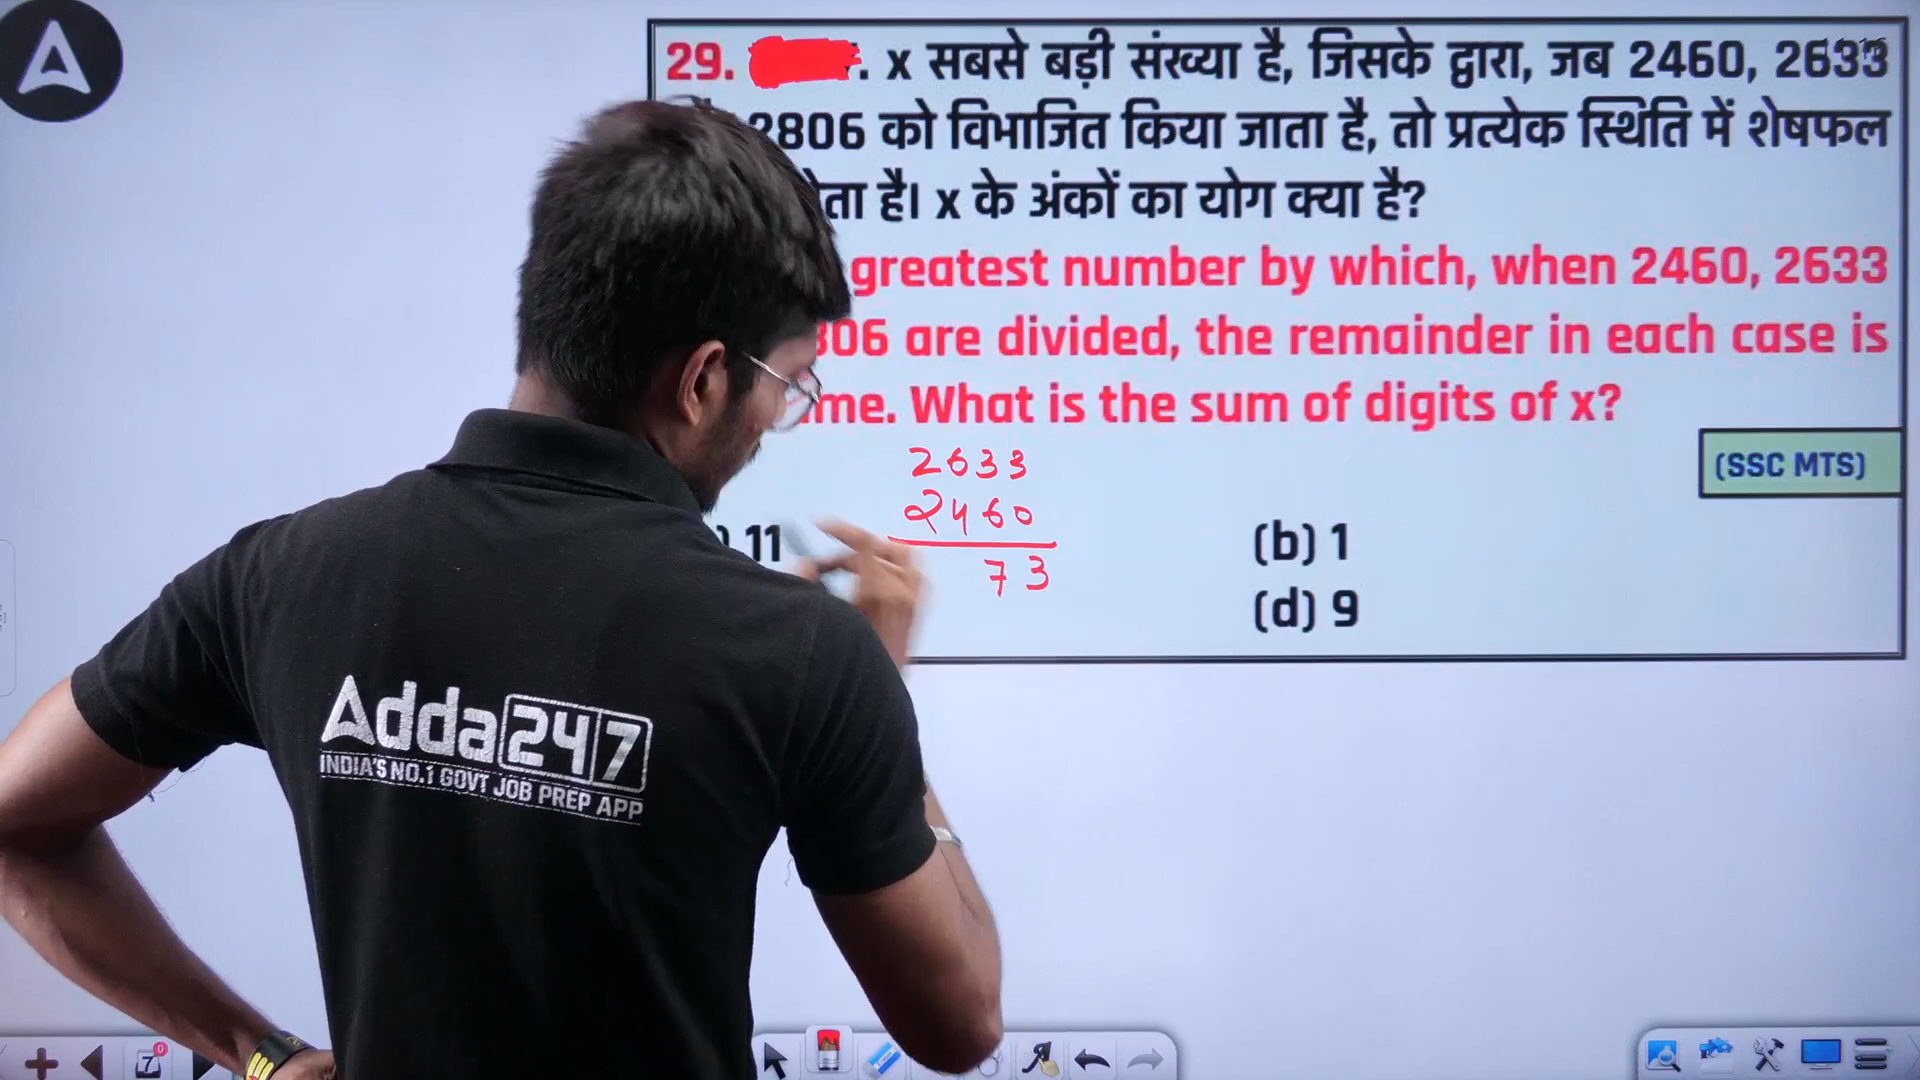 29. . x सबसे बड़ी संख्या है, जिसके द्वारा, जब 2460, 2633
2806 को विभाजित किया जाता है, तो प्रत्येक स्थिति में शेषफल
है। x के अंकों का योग क्या है?
greatest number by which, when 2460, 2633
06 are divided, the remainder in each case is
me. What is the sum of digits of x?
(SSC MTS)
2633
2460
73
) 11
(b) 1
(d) 9
Adda247
INDIA'S NO.1 GOVT JOB PREP APP
7
0